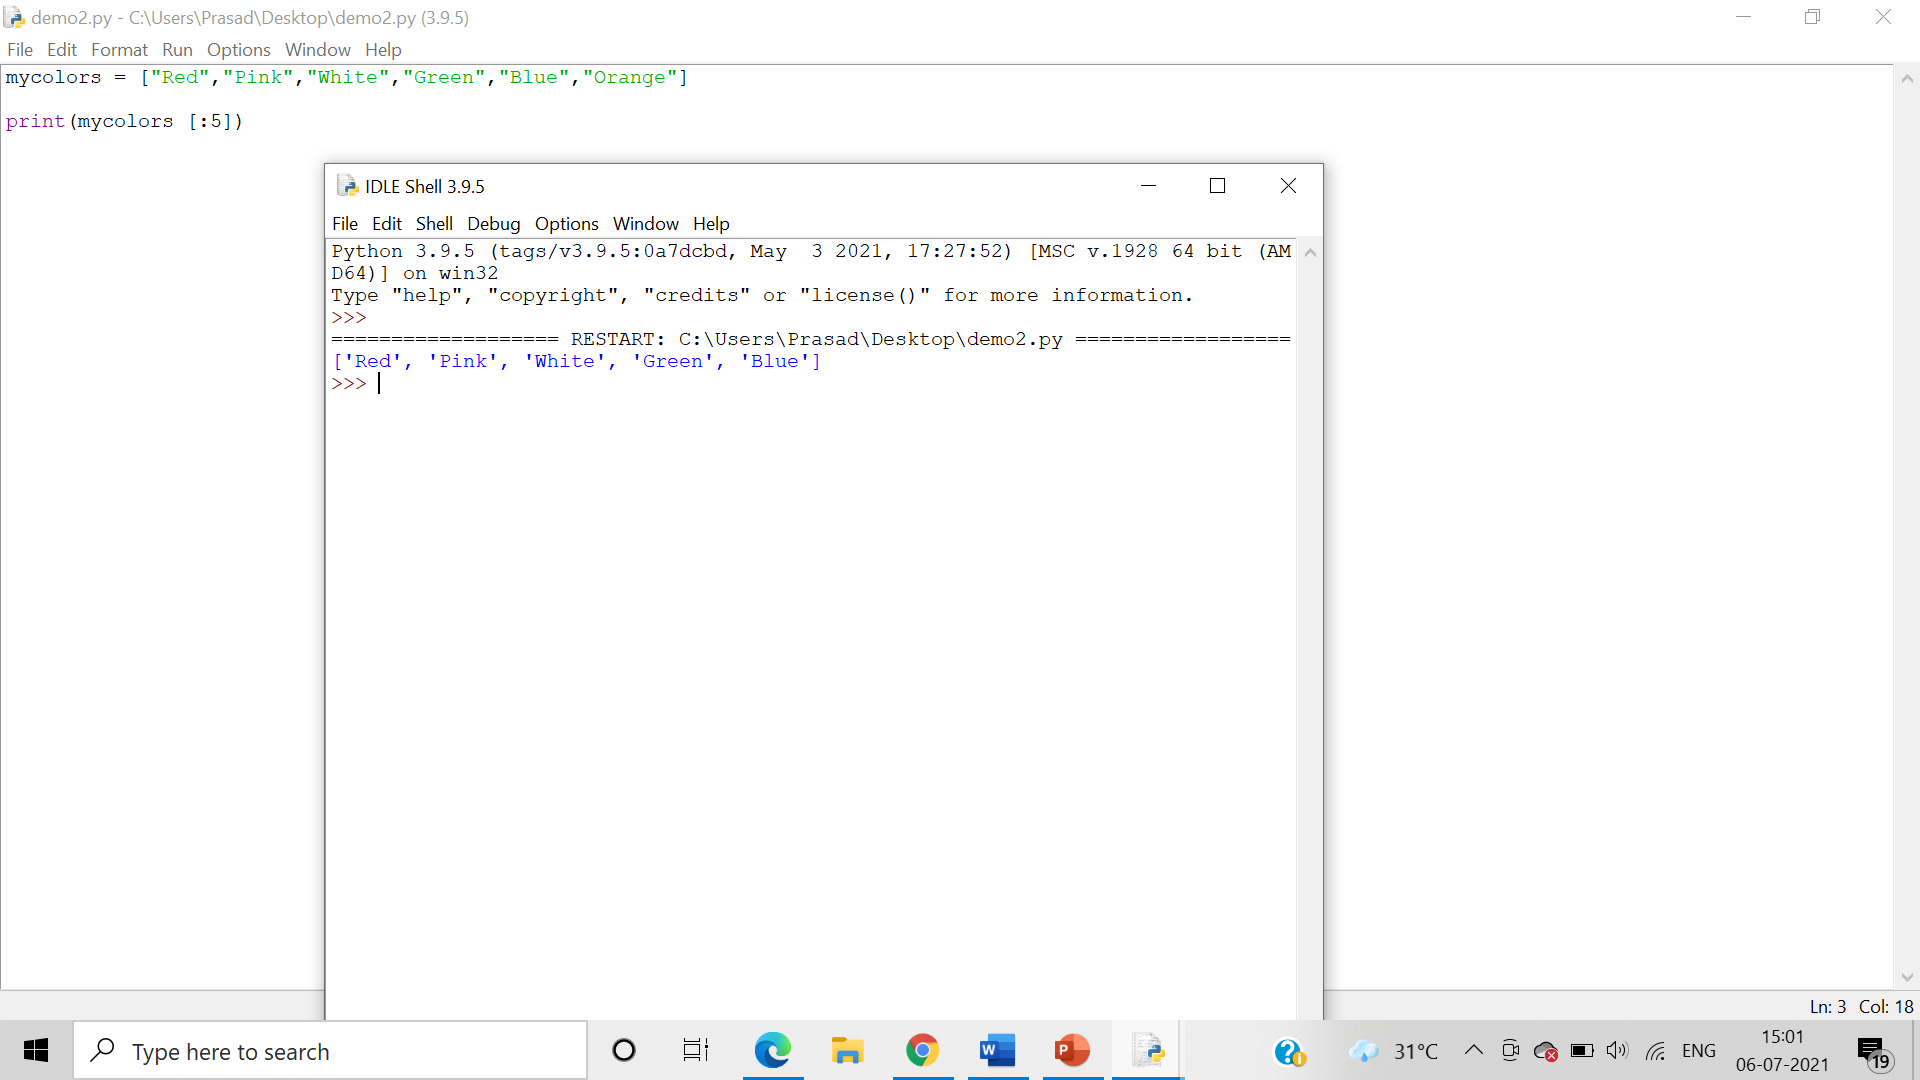 demo2.py - C:\Users\Prasad\Desktop\demo2.py (3.9.5)
File Edit Format Run Options Window Help
mycolors = ["Red","Pink","White","Green","Blue","Orange"]
print(mycolors [:5])
IDLE Shell 3.9.5
File Edit Shell Debug Options Window Help
Python 3.9.5 (tags/v3.9.5:0a7dcbd, May  3 2021, 17:27:52) [MSC v.1928 64 bit (AM
D64)] on win32
Type "help", "copyright", "credits" or "license()" for more information.
>>>
=================== RESTART: C:\Users\Prasad\Desktop\demo2.py ==================
['Red', 'Pink', 'White', 'Green', 'Blue']
>>>
Ln: 3 Col: 18
Type here to search
31°C
ENG
15:01
06-07-2021
19